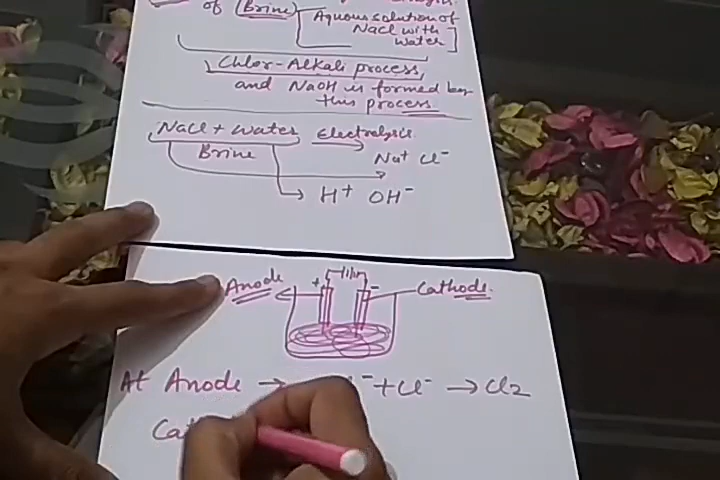 of (Brine)
Aqueous solution of
NaCl with
water]
Chlor-Alkali process
and NaOH is formed by
this process
NaCl + Water Electrolysis
Brine
Na+ Cl-
H+ OH-
Anode + - Cathode
At Anode → - + Cl- → Cl2